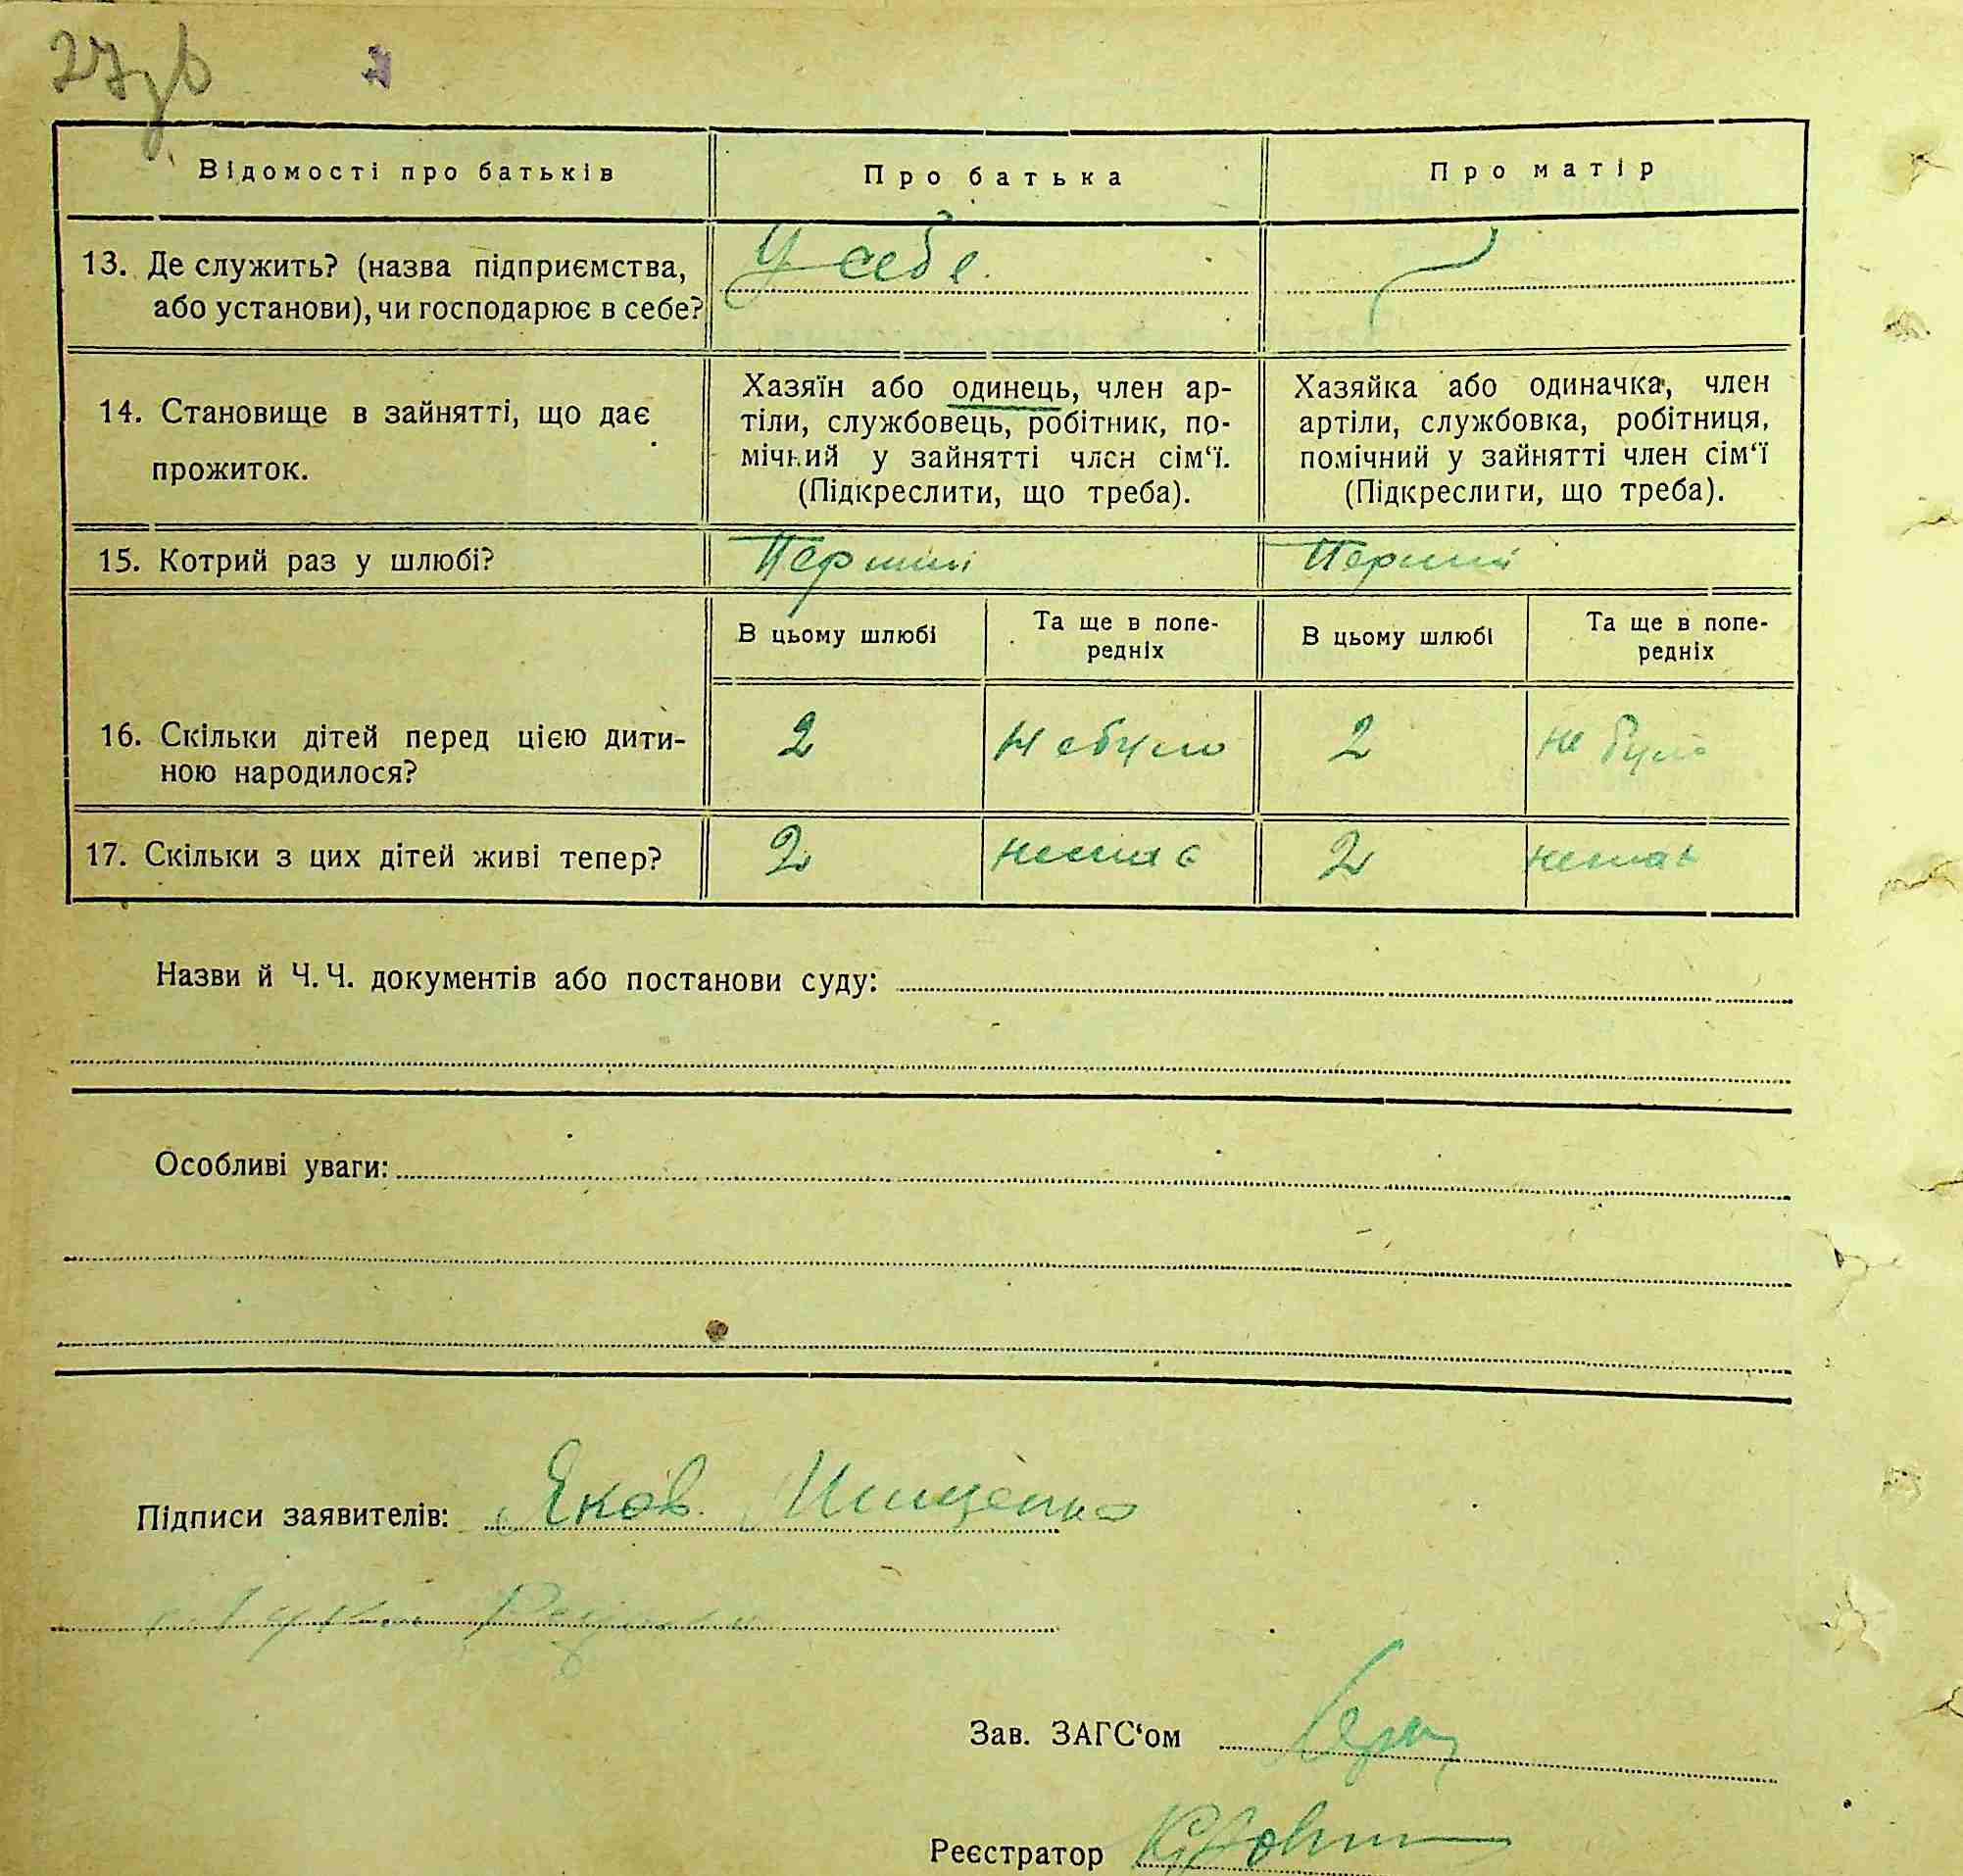 27зв
Відомості про батьків Про батька Про матір
13. Де служить? (назва підприємства, У себе
або установи), чи господарює в себе?
Хазяїн або одинець, член ар- Хазяйка або одиначка, член
14. Становище в зайнятті, що дає тіли, службовець, робітник, по- артіли, службовка, робітниця,
прожиток. мічний у зайнятті член сім‘ї. помічний у зайнятті член сім‘ї
(Підкреслити, що треба). (Підкреслити, що треба).
15. Котрий раз у шлюбі? Перший Перший
В цьому шлюбі Та ще в попе- В цьому шлюбі Та ще в попе-
редніх редніх
16. Скільки дітей перед цією дити- 2 Не було 2 не було
ною народилося?
17. Скільки з цих дітей живі тепер? 2 немає 2 немає
Назви й Ч.Ч. документів або постанови суду:
Особливі уваги:
Підписи заявителів: Яков Ищенко
Зав. ЗАГС‘ом
Реєстратор